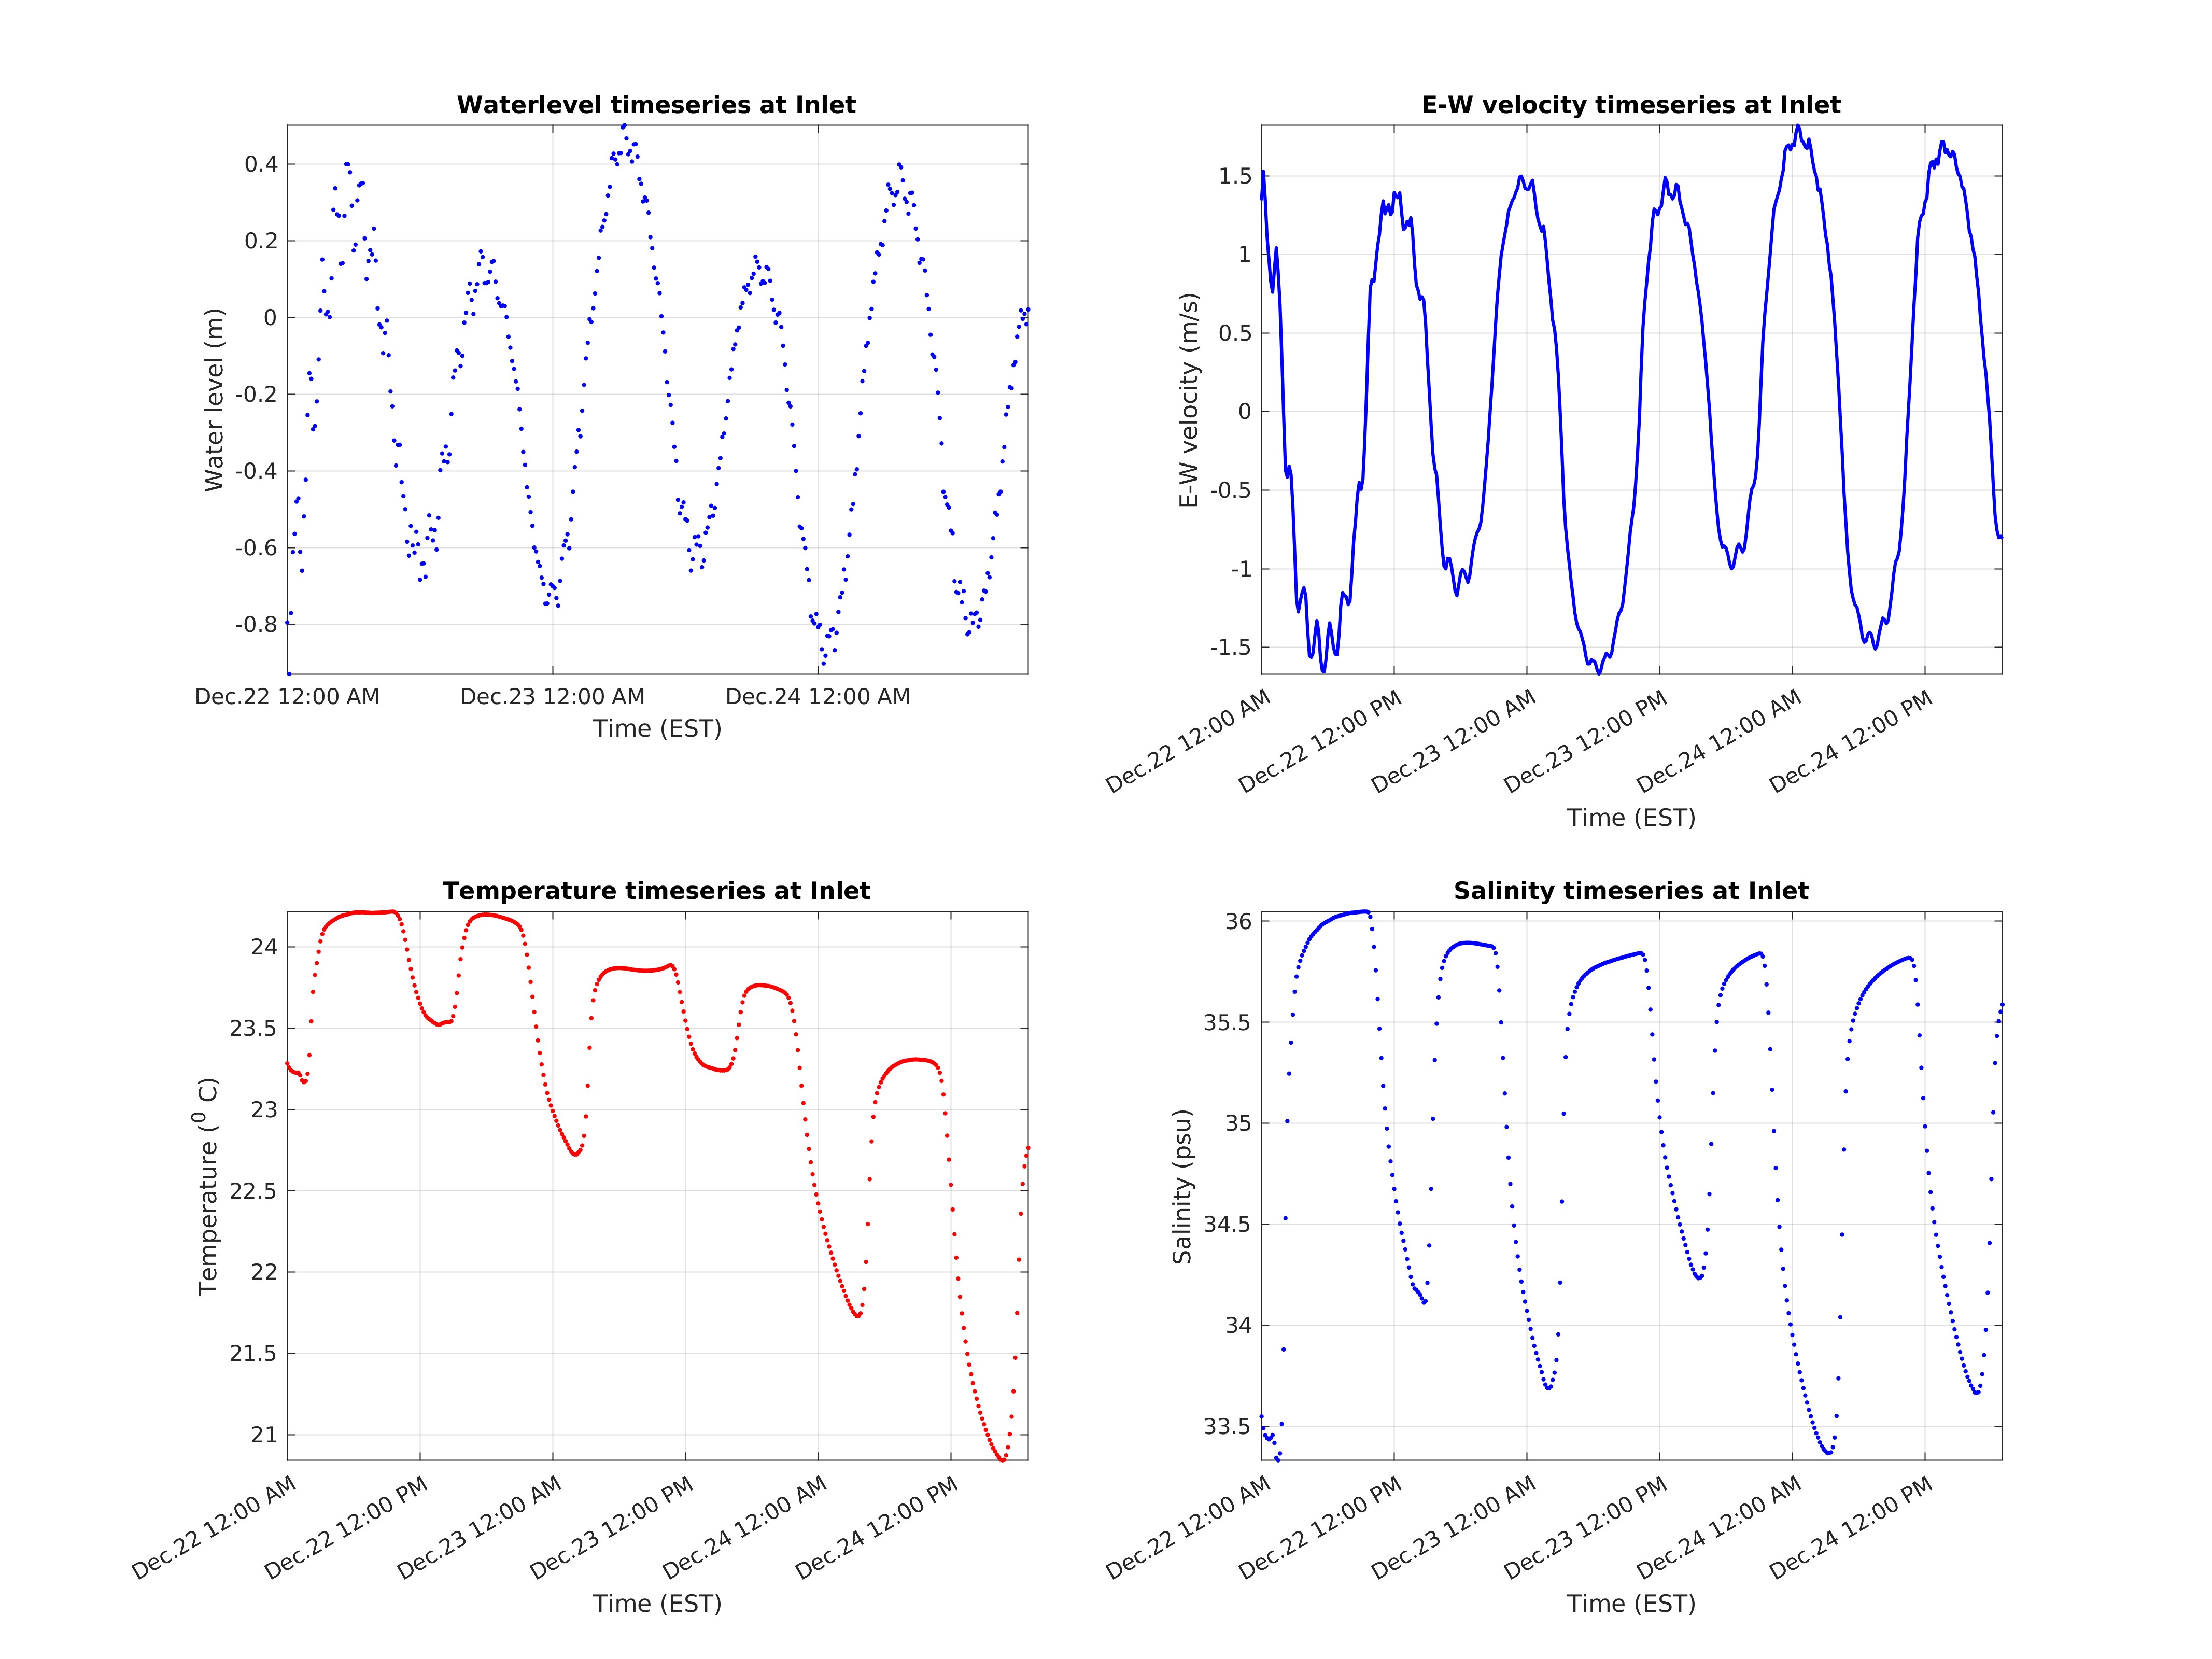 Waterlevel timeseries at Inlet
0.4
0.2
0
-0.2
-0.4
-0.6
-0.8
Water level (m)
Dec.22 12:00 AM Dec.23 12:00 AM Dec.24 12:00 AM
Time (EST)
E-W velocity timeseries at Inlet
1.5
1
0.5
0
-0.5
-1
-1.5
E-W velocity (m/s)
Dec.22 12:00 AM
Dec.22 12:00 PM
Dec.23 12:00 AM
Dec.23 12:00 PM
Dec.24 12:00 AM
Dec.24 12:00 PM
Time (EST)
Temperature timeseries at Inlet
24
23.5
23
22.5
22
21.5
21
Temperature (⁰ C)
Dec.22 12:00 AM
Dec.22 12:00 PM
Dec.23 12:00 AM
Dec.23 12:00 PM
Dec.24 12:00 AM
Dec.24 12:00 PM
Time (EST)
Salinity timeseries at Inlet
36
35.5
35
34.5
34
33.5
Salinity (psu)
Dec.22 12:00 AM
Dec.22 12:00 PM
Dec.23 12:00 AM
Dec.23 12:00 PM
Dec.24 12:00 AM
Dec.24 12:00 PM
Time (EST)